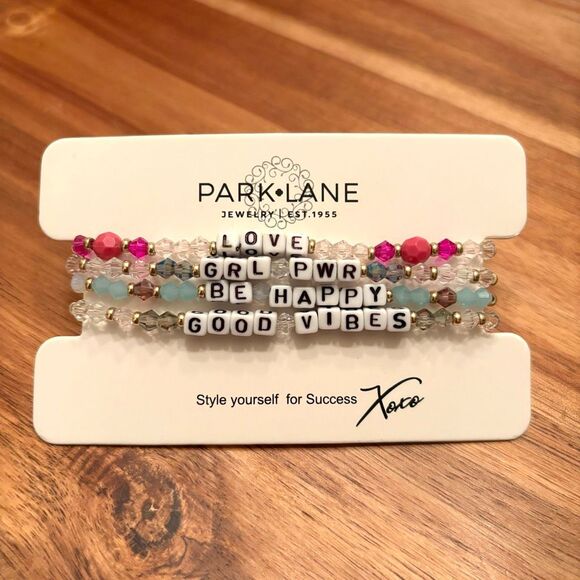 PARK•LANE
JEWELRY | EST.1955
LOVE
GRL PWR
BE HAPPY
GOOD VIBES
Style yourself for Success Xoxo